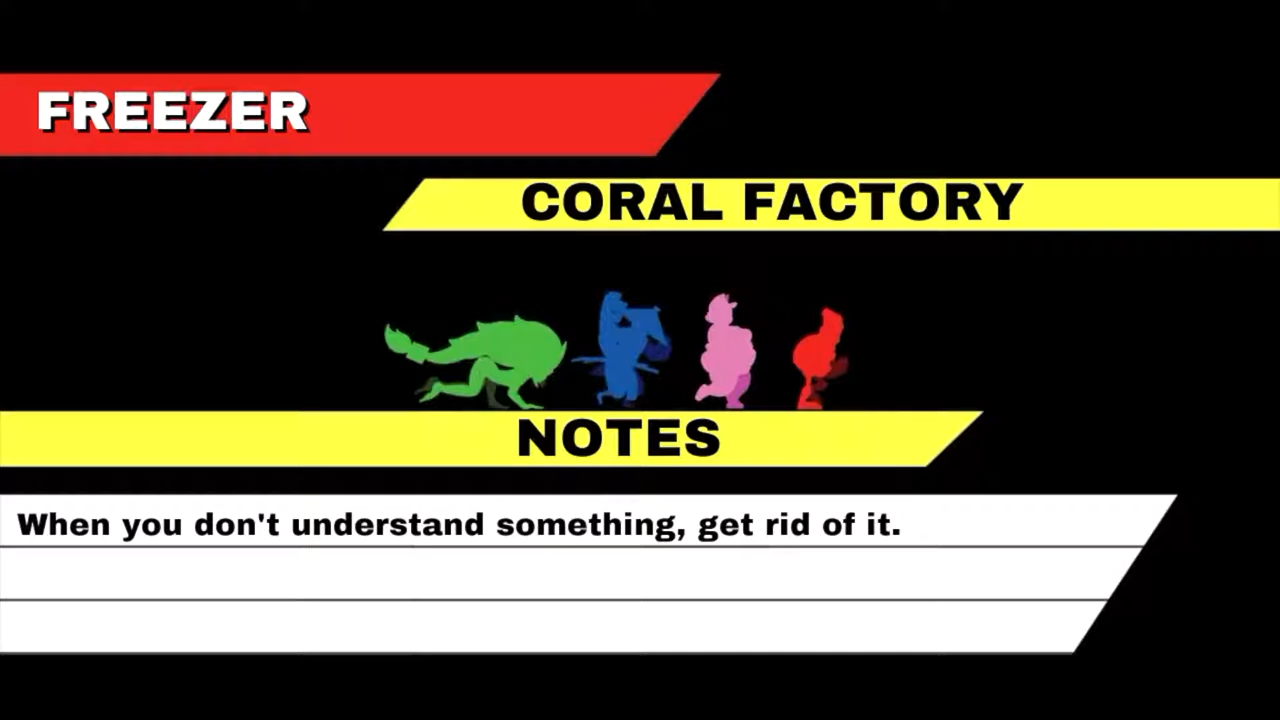 FREEZER
CORAL FACTORY
NOTES
When you don't understand something, get rid of it.